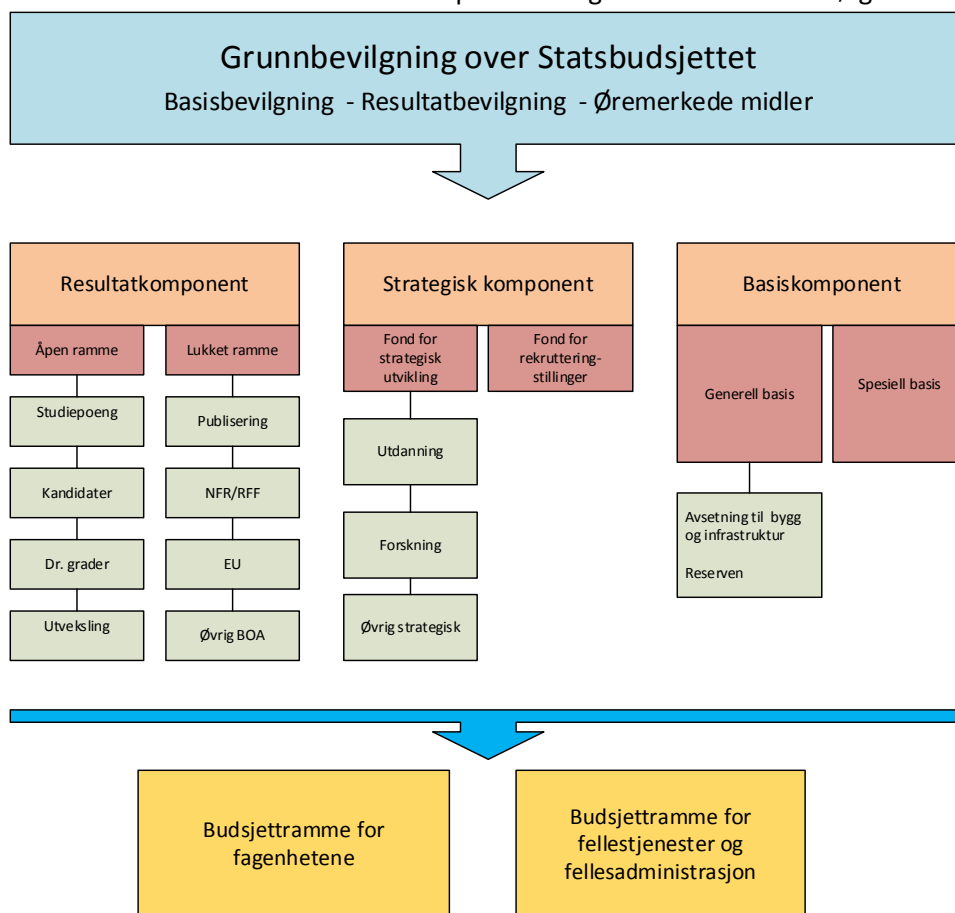 Grunnbevilgning over Statsbudsjettet
Basisbevilgning - Resultatbevilgning - Øremerkede midler
Resultatkomponent
Åpen ramme
Lukket ramme
Studiepoeng
Publisering
Kandidater
NFR/RFF
Dr. grader
EU
Utveksling
Øvrig BOA
Strategisk komponent
Fond for
strategisk
utvikling
Fond for
rekruttering-
stillinger
Utdanning
Forskning
Øvrig strategisk
Basiskomponent
Generell basis
Spesiell basis
Avsetning til bygg
og infrastruktur
Reserven
Budsjettramme for
fagenhetene
Budsjettramme for
fellestjenester og
fellesadministrasjon